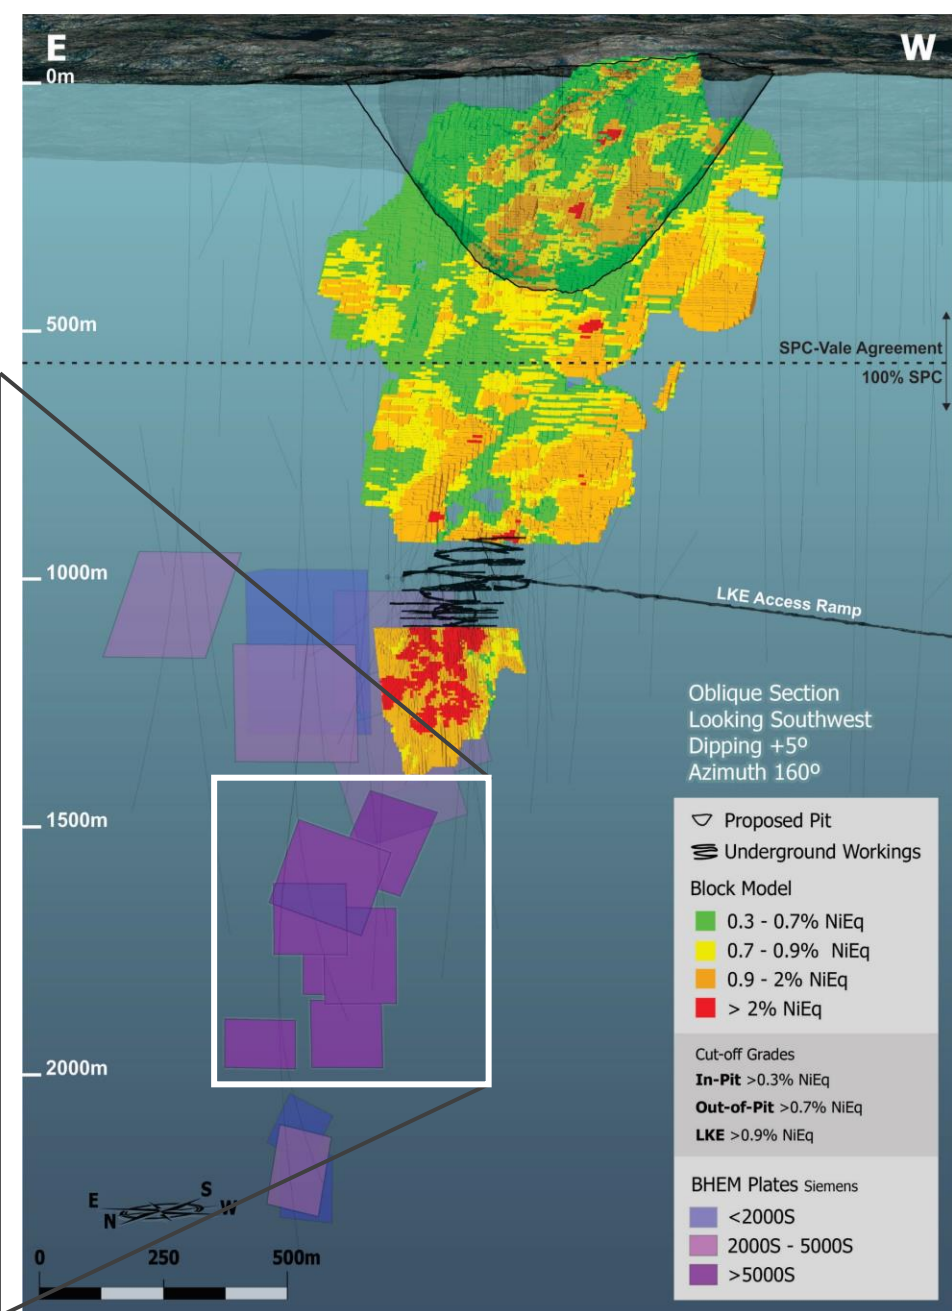 E
W
0m
500m
SPC-Vale Agreement
100% SPC
1000m
LKE Access Ramp
Oblique Section
Looking Southwest
Dipping +5º
Azimuth 160º
1500m
Proposed Pit
Underground Workings
Block Model
0.3 - 0.7% NiEq
0.7 - 0.9% NiEq
0.9 - 2% NiEq
> 2% NiEq
2000m
Cut-off Grades
In-Pit >0.3% NiEq
Out-of-Pit >0.7% NiEq
LKE >0.9% NiEq
BHEM Plates Siemens
<2000S
2000S - 5000S
>5000S
E S
N W
0 250 500m